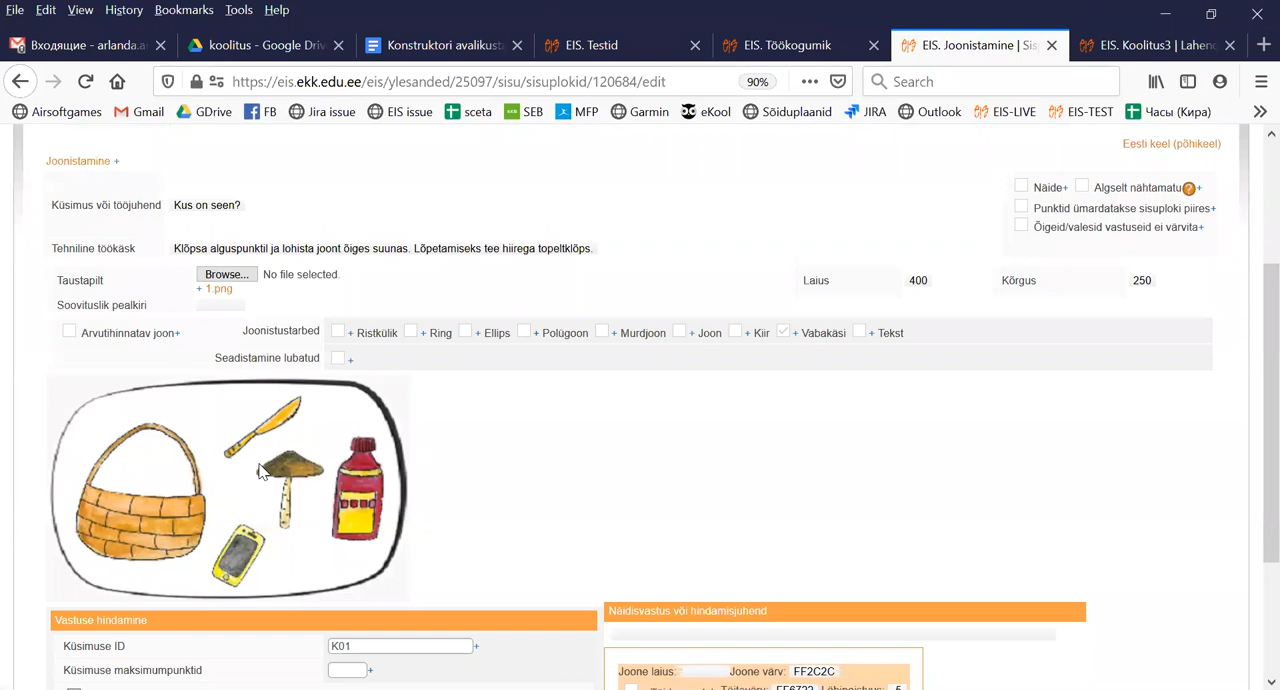 File Edit View History Bookmarks Tools Help
Входящие - arlanda.a
koolitus - Google Driv
Konstruktori avalikusta
EIS. Testid
EIS. Töökogumik
EIS. Joonistamine | Si
EIS. Koolitus3 | Lahen
https://eis.ekk.edu.ee/eis/ylesanded/25097/sisu/sisuplokid/120684/edit
90%
Search
Airsoftgames Gmail GDrive FB Jira issue EIS issue sceta SEB MFP Garmin eKool Sõiduplaanid JIRA Outlook EIS-LIVE EIS-TEST Часы (Кира)
Eesti keel (põhikeel)
Joonistamine +
Küsimus või tööjuhend Kus on seen?
Näide+ Algselt nähtamatu?+
Punktid ümardatakse sisuploki piires+
Õigeid/valesid vastuseid ei värvita+
Tehniline töökäsk Klõpsa alguspunktil ja lohista joont õiges suunas. Lõpetamiseks tee hiirega topeltklõps.
Taustapilt Browse... No file selected.
+ 1.png
Laius 400 Kõrgus 250
Soovituslik pealkiri
Arvutihinnatav joon+ Joonistustarbed + Ristkülik + Ring + Ellips + Polügoon + Murdjoon + Joon + Kiir + Vabakäsi + Tekst
Seadistamine lubatud +
Vastuse hindamine
Küsimuse ID K01 +
Küsimuse maksimumpunktid +
Näidisvastus või hindamisjuhend
Joone laius: Joone värv: FF2C2C